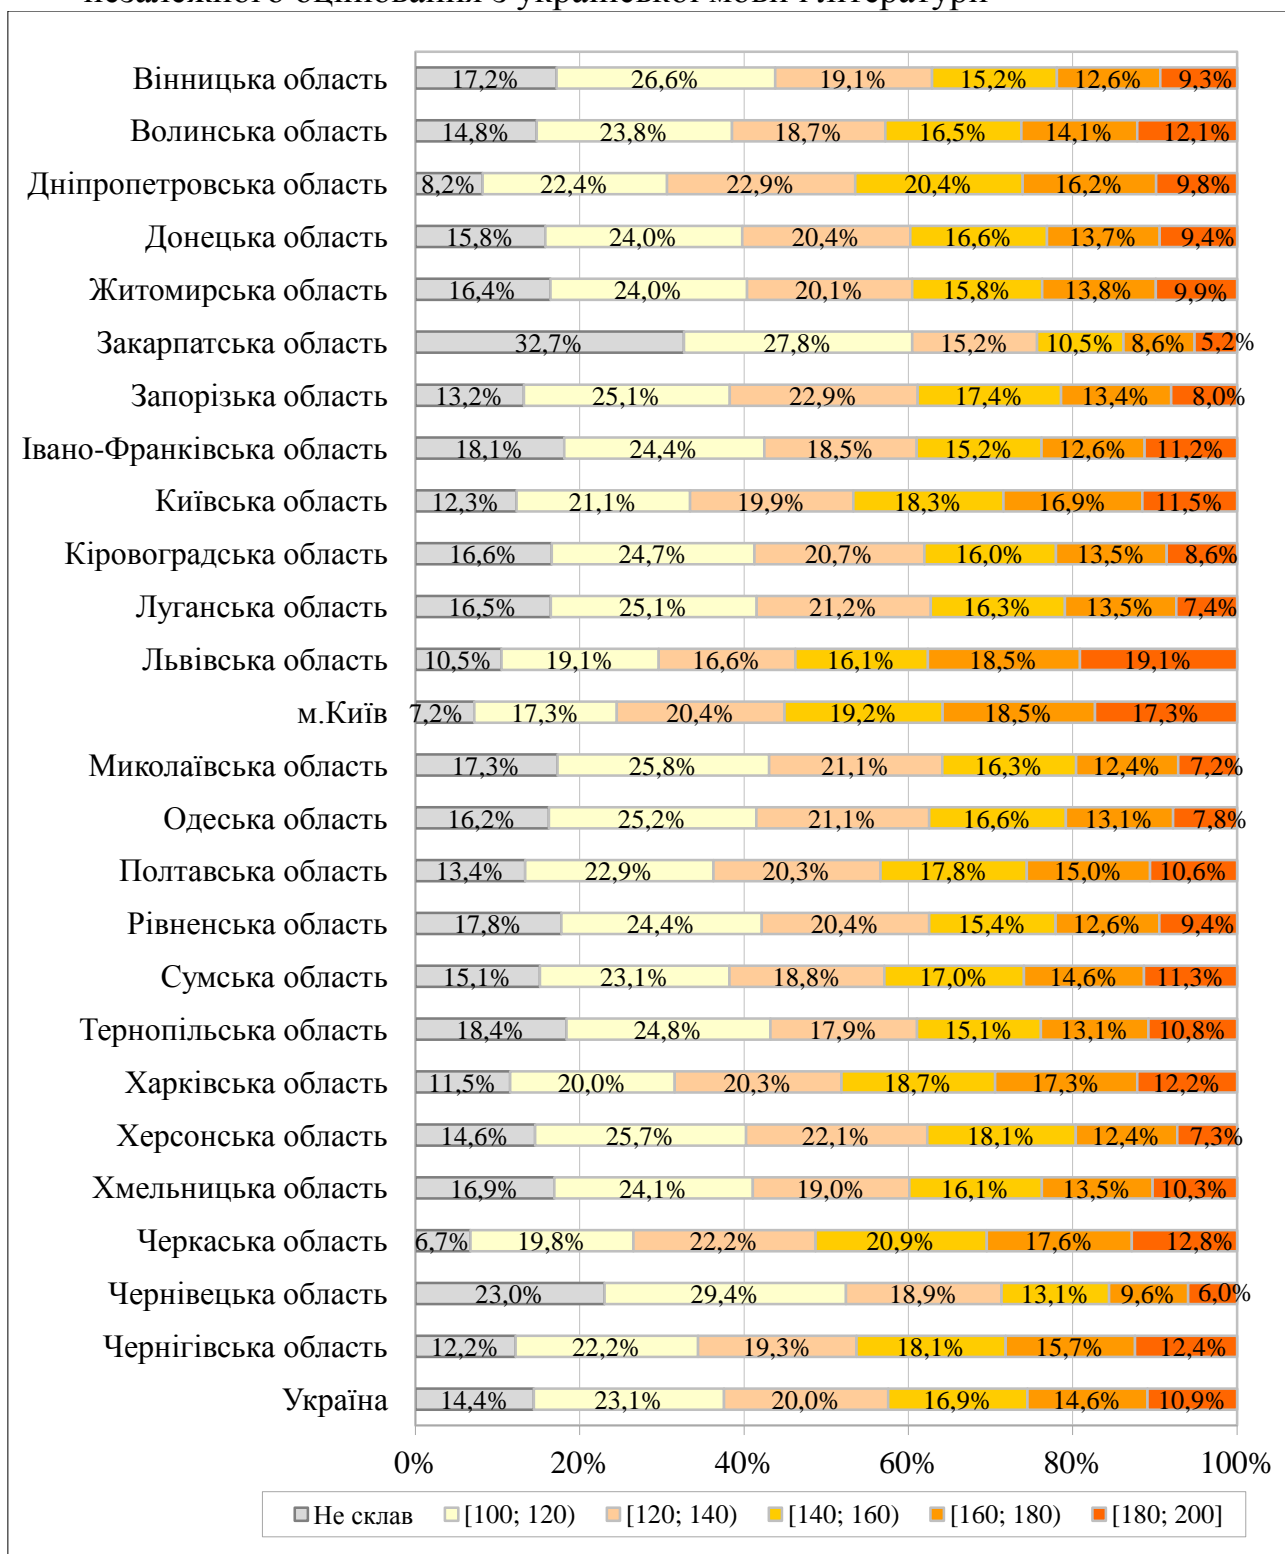 незалежного оцінювання з української мови і літератури
Вінницька область 17,2% 26,6% 19,1% 15,2% 12,6% 9,3%
Волинська область 14,8% 23,8% 18,7% 16,5% 14,1% 12,1%
Дніпропетровська область 8,2% 22,4% 22,9% 20,4% 16,2% 9,8%
Донецька область 15,8% 24,0% 20,4% 16,6% 13,7% 9,4%
Житомирська область 16,4% 24,0% 20,1% 15,8% 13,8% 9,9%
Закарпатська область 32,7% 27,8% 15,2% 10,5% 8,6% 5,2%
Запорізька область 13,2% 25,1% 22,9% 17,4% 13,4% 8,0%
Івано-Франківська область 18,1% 24,4% 18,5% 15,2% 12,6% 11,2%
Київська область 12,3% 21,1% 19,9% 18,3% 16,9% 11,5%
Кіровоградська область 16,6% 24,7% 20,7% 16,0% 13,5% 8,6%
Луганська область 16,5% 25,1% 21,2% 16,3% 13,5% 7,4%
Львівська область 10,5% 19,1% 16,6% 16,1% 18,5% 19,1%
м.Київ 7,2% 17,3% 20,4% 19,2% 18,5% 17,3%
Миколаївська область 17,3% 25,8% 21,1% 16,3% 12,4% 7,2%
Одеська область 16,2% 25,2% 21,1% 16,6% 13,1% 7,8%
Полтавська область 13,4% 22,9% 20,3% 17,8% 15,0% 10,6%
Рівненська область 17,8% 24,4% 20,4% 15,4% 12,6% 9,4%
Сумська область 15,1% 23,1% 18,8% 17,0% 14,6% 11,3%
Тернопільська область 18,4% 24,8% 17,9% 15,1% 13,1% 10,8%
Харківська область 11,5% 20,0% 20,3% 18,7% 17,3% 12,2%
Херсонська область 14,6% 25,7% 22,1% 18,1% 12,4% 7,3%
Хмельницька область 16,9% 24,1% 19,0% 16,1% 13,5% 10,3%
Черкаська область 6,7% 19,8% 22,2% 20,9% 17,6% 12,8%
Чернівецька область 23,0% 29,4% 18,9% 13,1% 9,6% 6,0%
Чернігівська область 12,2% 22,2% 19,3% 18,1% 15,7% 12,4%
Україна 14,4% 23,1% 20,0% 16,9% 14,6% 10,9%
0% 20% 40% 60% 80% 100%
Не склав [100; 120) [120; 140) [140; 160) [160; 180) [180; 200]